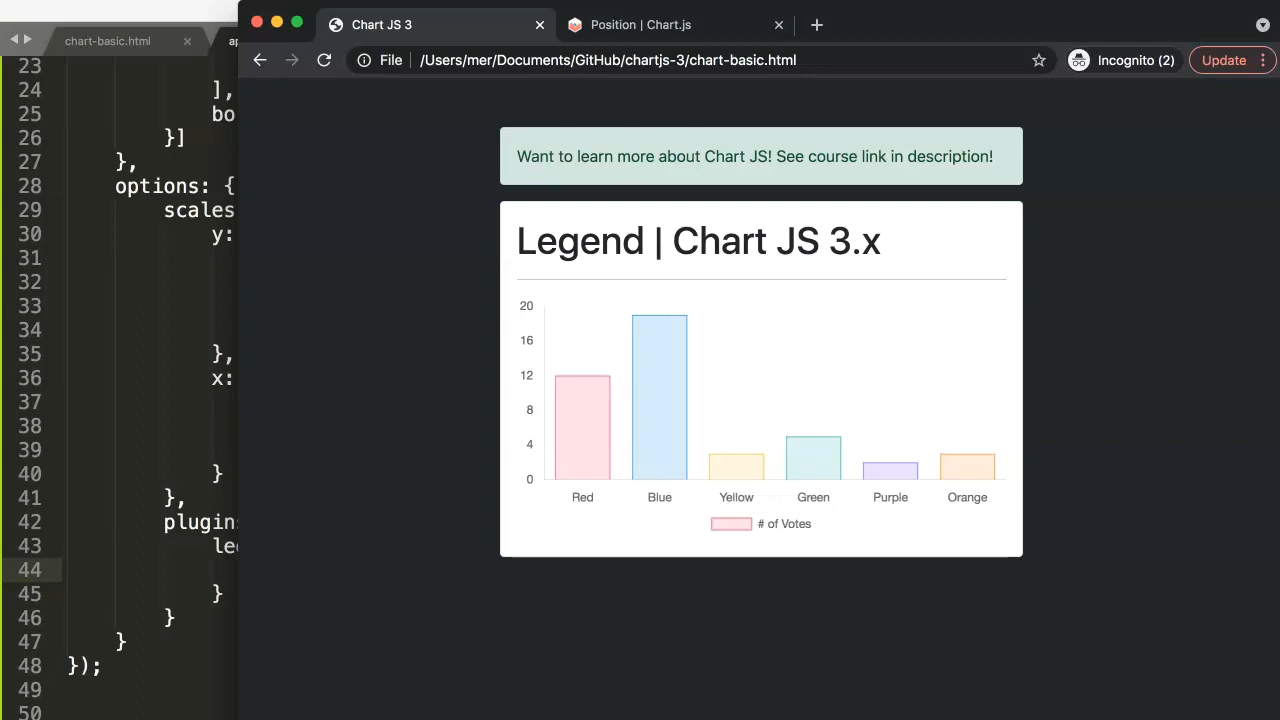 Chart JS 3
Position | Chart.js
File
/Users/mer/Documents/GitHub/chartjs-3/chart-basic.html
Incognito (2)
Update
chart-basic.html
ap
23
24 ],
25 bo
26 }]
27 },
28 options: {
29 scales
30 y:
31
32
33
34
35 },
36 x:
37
38
39
40 }
41 },
42 plugins
43 le
44
45 }
46 }
47 }
48 });
49
50
Want to learn more about Chart JS! See course link in description!
Legend | Chart JS 3.x
20
16
12
8
4
0
Red Blue Yellow Green Purple Orange
# of Votes